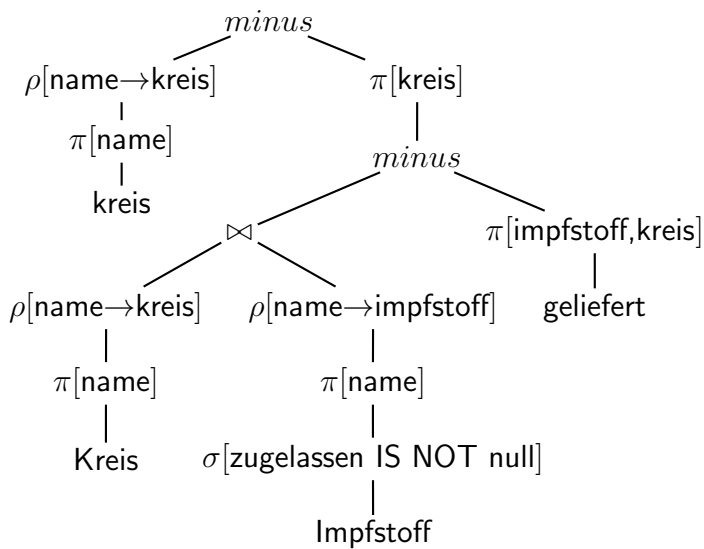 minus
ρ[name→kreis] π[kreis]
π[name]
minus
kreis
⋈ π[impfstoff,kreis]
ρ[name→kreis] ρ[name→impfstoff] geliefert
π[name] π[name]
Kreis σ[zugelassen IS NOT null]
Impfstoff